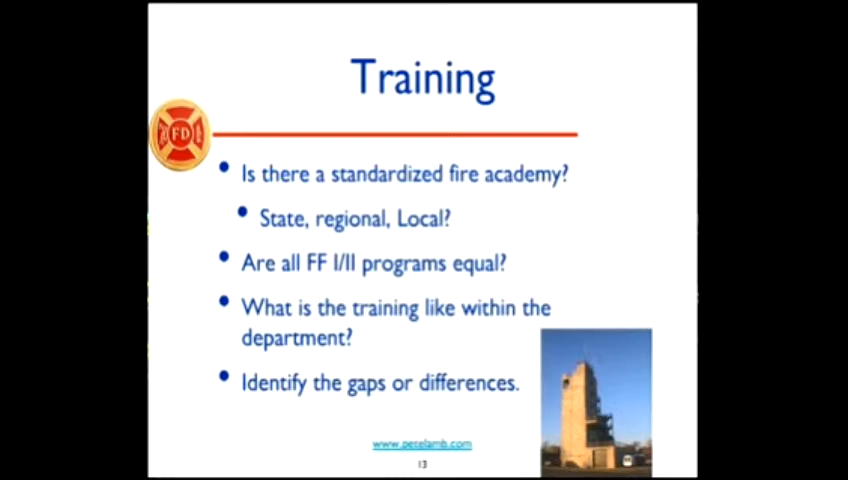 Training
FD
• Is there a standardized fire academy?
• State, regional, Local?
• Are all FF I/II programs equal?
• What is the training like within the
department?
• Identify the gaps or differences.
www.petelamb.com
13